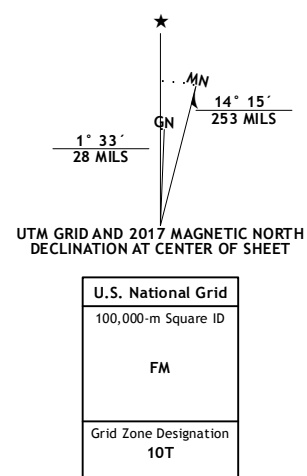 ★
MN
GN
14° 15´
253 MILS
1° 33´
28 MILS
UTM GRID AND 2017 MAGNETIC NORTH
DECLINATION AT CENTER OF SHEET
U.S. National Grid
100,000-m Square ID
FM
Grid Zone Designation
10T